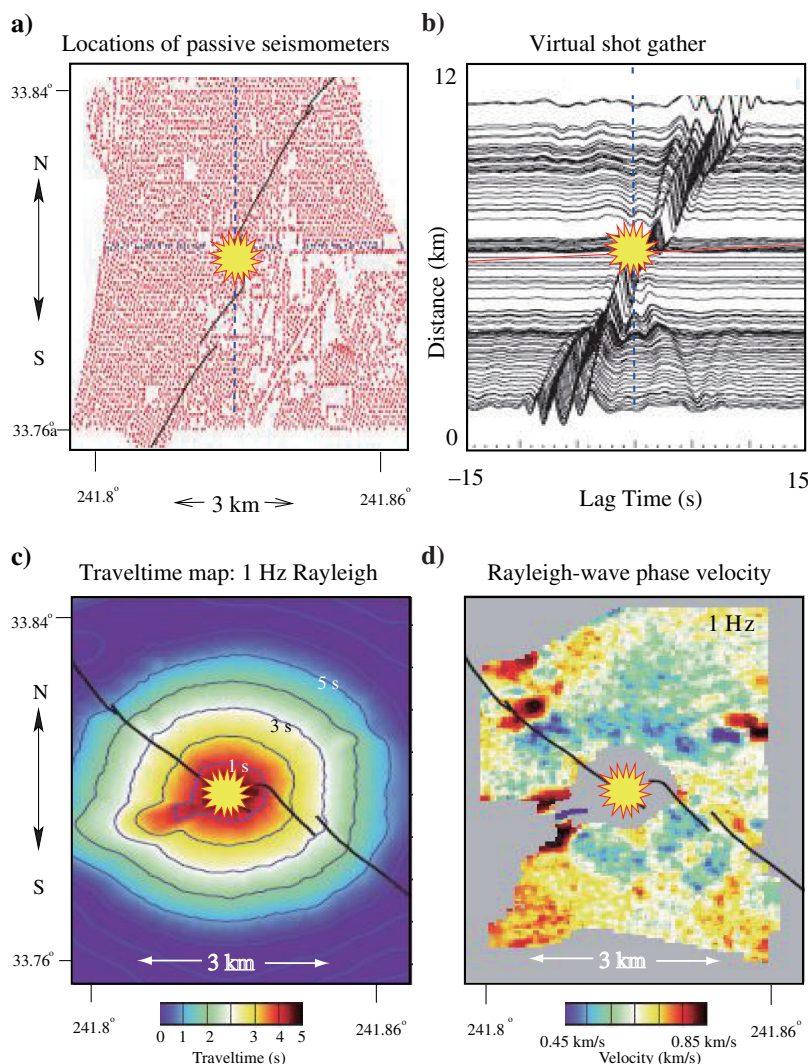 a)
Locations of passive seismometers
33.84°
N
S
33.76a
241.8°
241.86°
3 km
b)
Virtual shot gather
12
Distance (km)
0
−15
15
Lag Time (s)
c)
Traveltime map: 1 Hz Rayleigh
33.84°
N
S
33.76°
5 s
3 s
1 s
3 km
241.8°
241.86°
0 1 2 3 4 5
Traveltime (s)
d)
Rayleigh-wave phase velocity
1 Hz
3 km
241.8°
241.86°
0.45 km/s
0.85 km/s
Velocity (km/s)